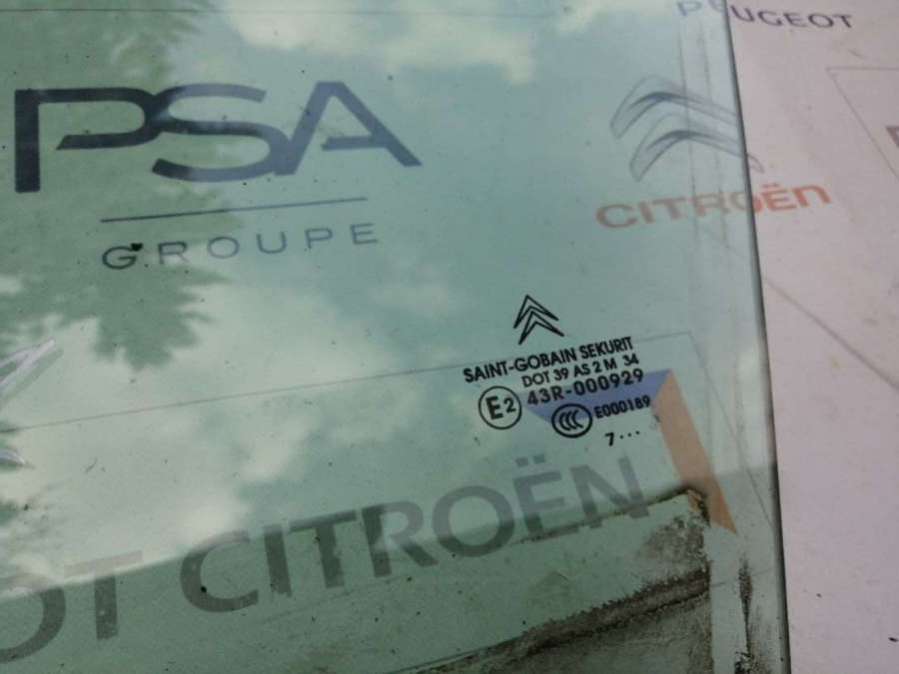 PEUGEOT
PSA
GROUPE
CITROËN
SAINT-GOBAIN SEKURIT
DOT 39 AS 2 M 34
E2 43R-000929
CCC E000189
7...
OT CITROËN